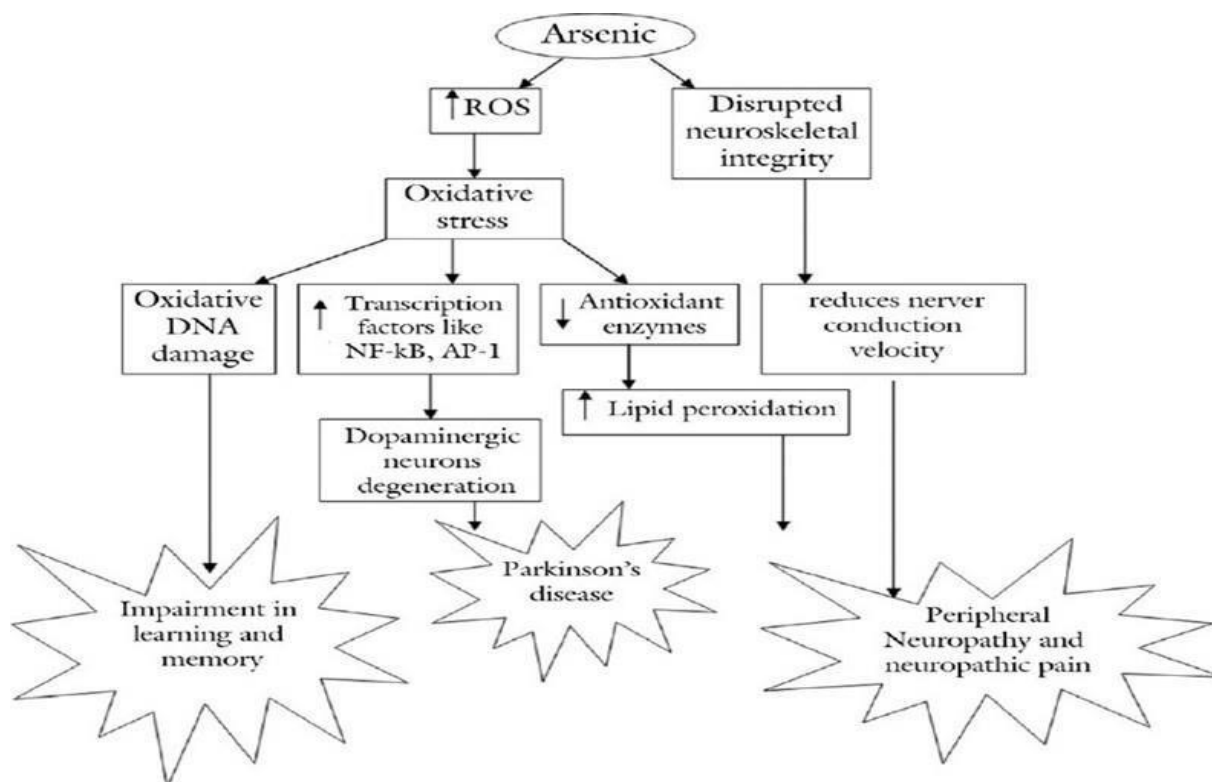 Arsenic
↑ROS
Disrupted
neuroskeletal
integrity
Oxidative
stress
Oxidative
DNA
damage
↑ Transcription
factors like
NF-kB, AP-1
↓ Antioxidant
enzymes
reduces nerver
conduction
velocity
↑ Lipid peroxidation
Dopaminergic
neurons
degeneration
Impairment in
learning and
memory
Parkinson's
disease
Peripheral
Neuropathy and
neuropathic pain